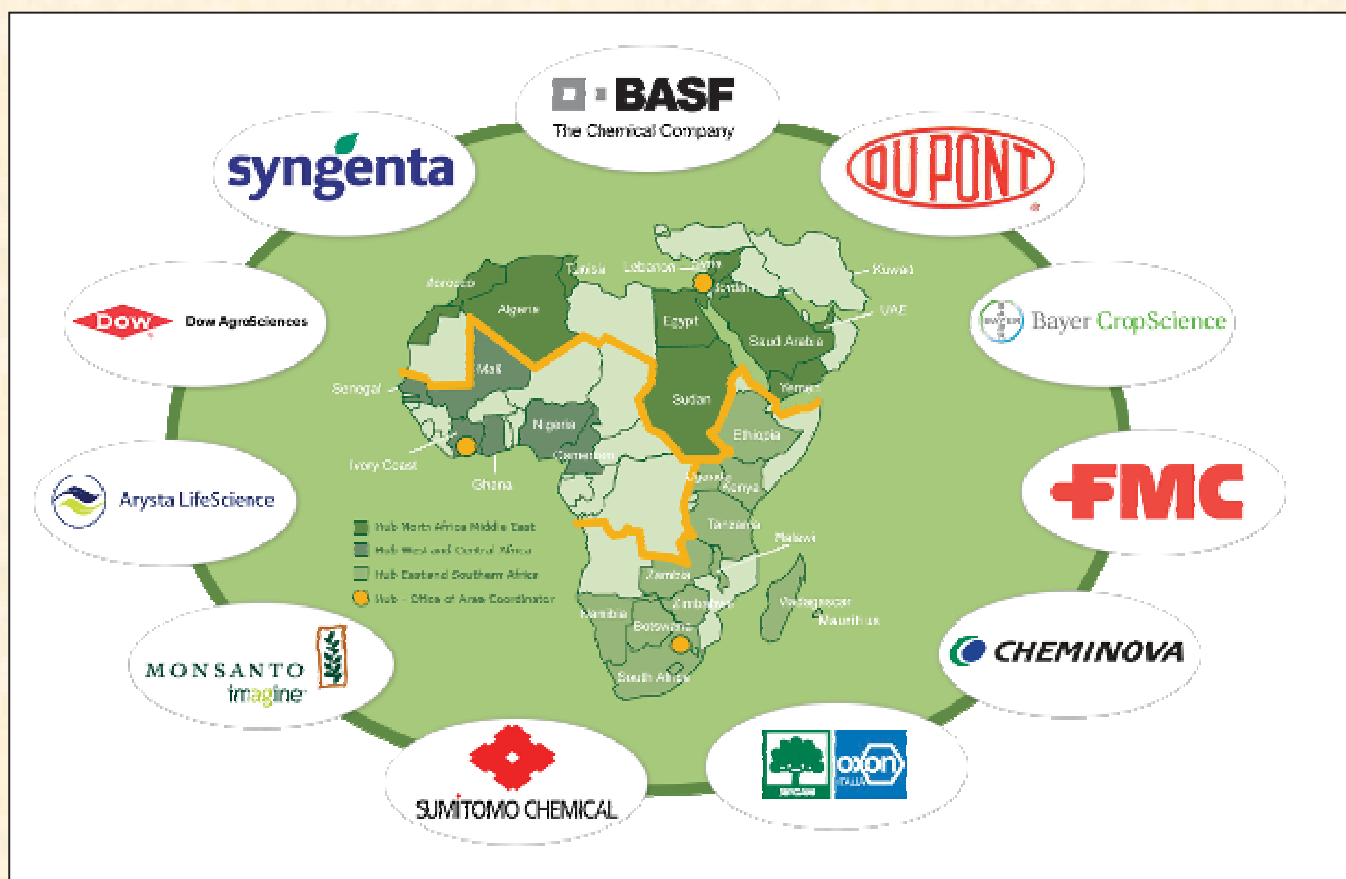 BASF
The Chemical Company
syngenta
DUPONT
DOW Dow AgroSciences
BAYER Bayer CropScience
Arysta LifeScience
FMC
MONSANTO
imagine
CHEMINOVA
SUMITOMO CHEMICAL
oxon
ITALIA
Morocco
Algeria
Tunisia
Lebanon
Syria
Jordan
Kuwait
UAE
Egypt
Saudi Arabia
Yemen
Sudan
Mali
Senegal
Nigeria
Cameroon
Ivory Coast
Ghana
Ethiopia
Uganda
Kenya
Tanzania
Malawi
Zambia
Zimbabwe
Namibia
Botswana
Madagascar
Mauritius
South Africa
Hub North Africa Middle East
Hub West and Central Africa
Hub East and Southern Africa
Hub - Office of Area Coordinator